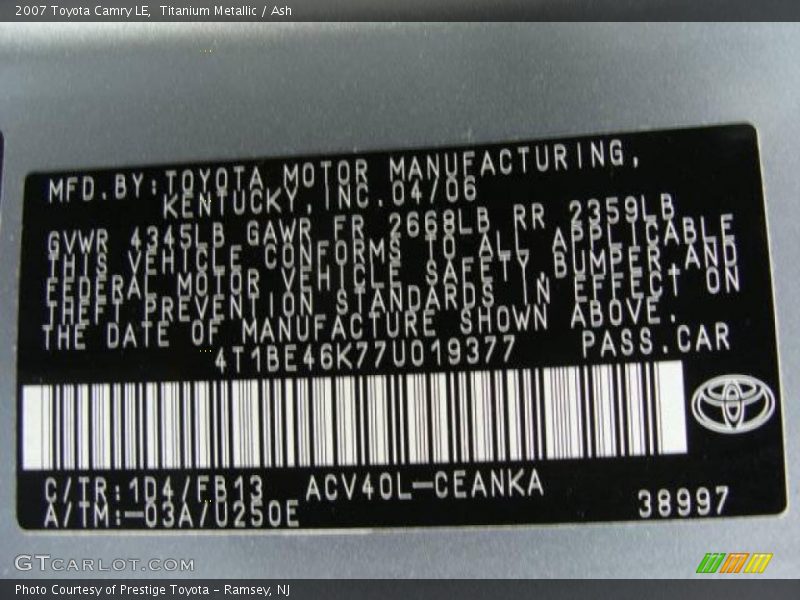 2007 Toyota Camry LE,  Titanium Metallic / Ash
MFD.BY:TOYOTA MOTOR MANUFACTURING,
KENTUCKY,INC.04/06
GVWR 4345LB GAWR FR 2668LB RR 2359LB
THIS VEHICLE CONFORMS TO ALL APPLICABLE
FEDERAL MOTOR VEHICLE SAFETY,BUMPER,AND
THEFT PREVENTION STANDARDS IN EFFECT ON
THE DATE OF MANUFACTURE SHOWN ABOVE.
4T1BE46K77U019377 PASS.CAR
C/TR:1D4/FB13 ACV40L-CEANKA
A/TM:-03A/U250E 38997
GTCARLOT.COM
Photo Courtesy of Prestige Toyota - Ramsey, NJ